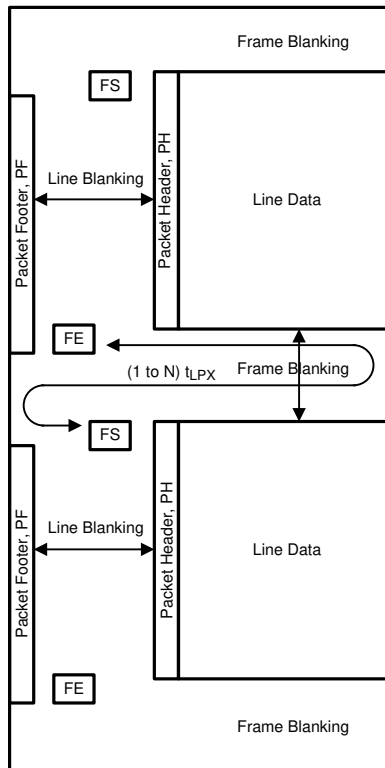 Frame Blanking
FS
Packet Footer, PF
Line Blanking
Packet Header, PH
Line Data
FE
(1 to N) tLPX
Frame Blanking
FS
Packet Footer, PF
Line Blanking
Packet Header, PH
Line Data
FE
Frame Blanking